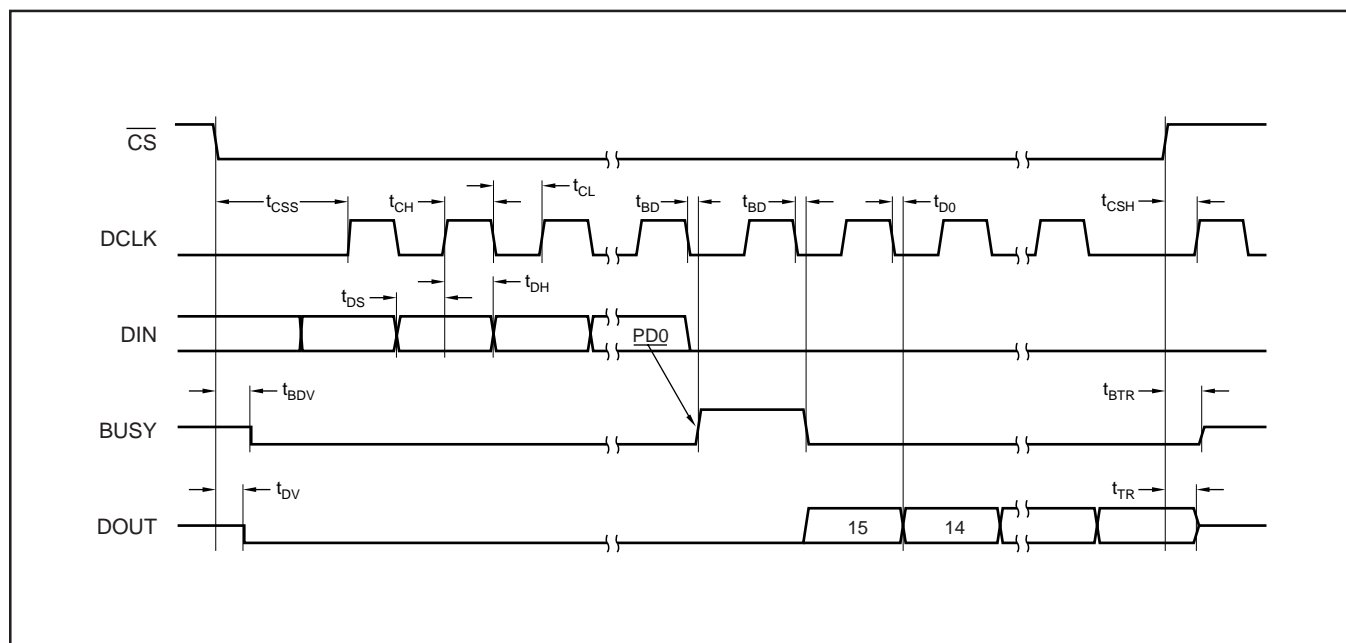 CS
tCSS
tCH
tCL
tBD
tBD
tD0
tCSH
DCLK
tDS
tDH
DIN
PD0
tBDV
tBTR
BUSY
tDV
tTR
DOUT
15
14